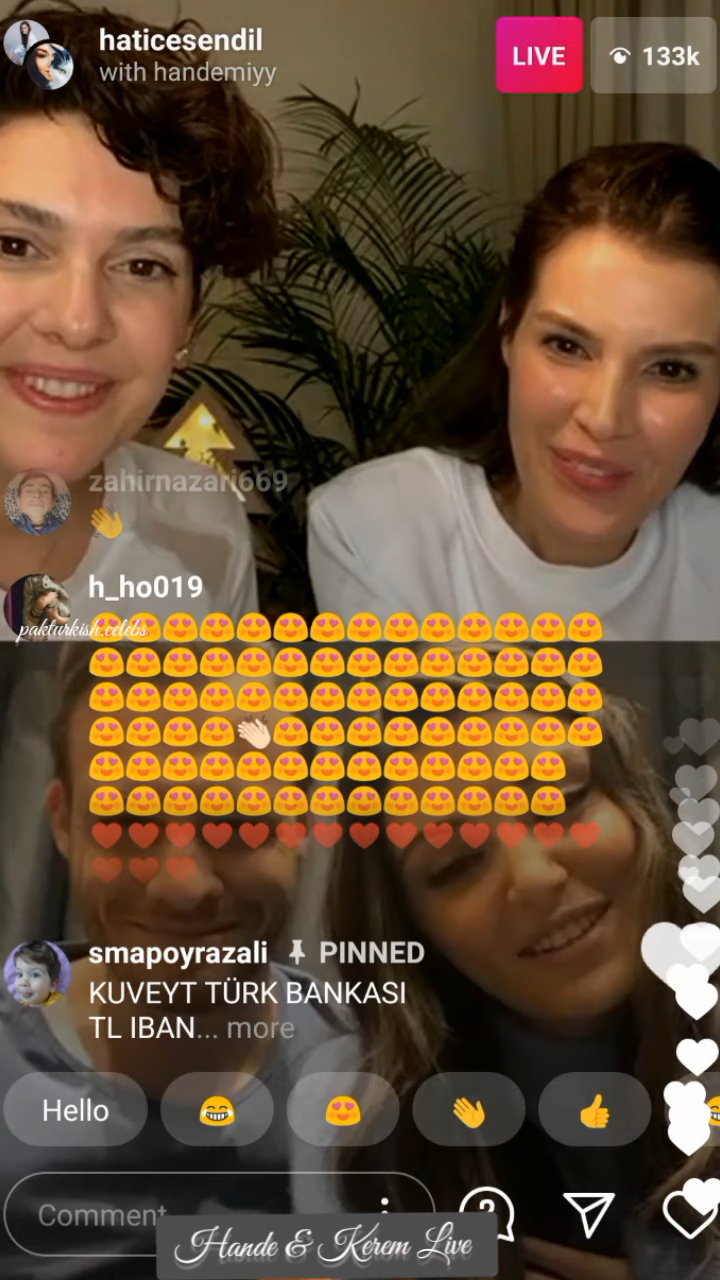 haticesendil
with handemiyy
LIVE
133k
zahirnazari669
👋
h_ho019
pakturkish.celebs
😍😍😍😍😍😍😍😍😍😍😍😍😍😍
😍😍😍😍😍😍😍😍😍😍😍😍😍😍
😍😍😍😍😍😍😍😍😍😍😍😍😍😍
😍😍😍😍👏🏻😍😍😍😍😍😍😍😍😍
😍😍😍😍😍😍😍😍😍😍😍😍😍
😍😍😍😍😍😍😍😍😍😍😍😍😍
❤️❤️❤️❤️❤️❤️❤️❤️❤️❤️❤️❤️❤️❤️
❤️❤️❤️
smapoyrazali PINNED
KUVEYT TÜRK BANKASI
TL IBAN... more
Hello 😂 😍 👋 👍
Comment
Hande & Kerem Live